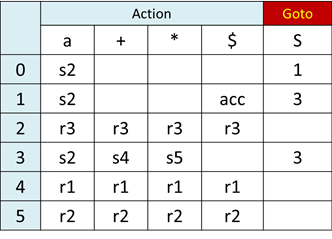 Action Goto
a + * $ S
0 s2 1
1 s2 acc 3
2 r3 r3 r3 r3
3 s2 s4 s5 3
4 r1 r1 r1 r1
5 r2 r2 r2 r2